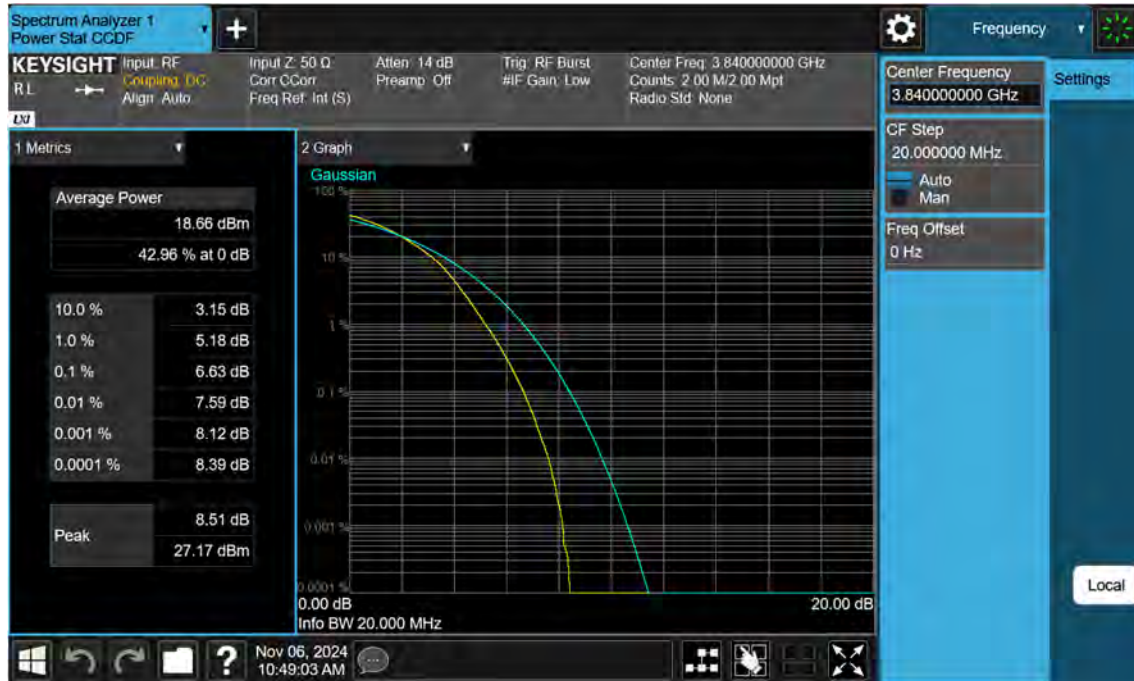 Spectrum Analyzer 1
Power Stat CCDF
Frequency
KEYSIGHT
RL
LXI
Input: RF
Coupling: DC
Align: Auto
Input Z: 50 Ω
Corr CCorr
Freq Ref: Int (S)
Atten: 14 dB
Preamp: Off
Trig: RF Burst
#IF Gain: Low
Center Freq: 3.840000000 GHz
Counts: 2.00 M/2.00 Mpt
Radio Std: None
Center Frequency
3.840000000 GHz
Settings
CF Step
20.000000 MHz
Auto
Man
Freq Offset
0 Hz
Local
1 Metrics
Average Power
18.66 dBm
42.96 % at 0 dB
10.0 % 3.15 dB
1.0 % 5.18 dB
0.1 % 6.63 dB
0.01 % 7.59 dB
0.001 % 8.12 dB
0.0001 % 8.39 dB
Peak
8.51 dB
27.17 dBm
2 Graph
Gaussian
100 %
10 %
1 %
0.1 %
0.01 %
0.001 %
0.0001 %
0.00 dB 20.00 dB
Info BW 20.000 MHz
?
Nov 06, 2024
10:49:03 AM